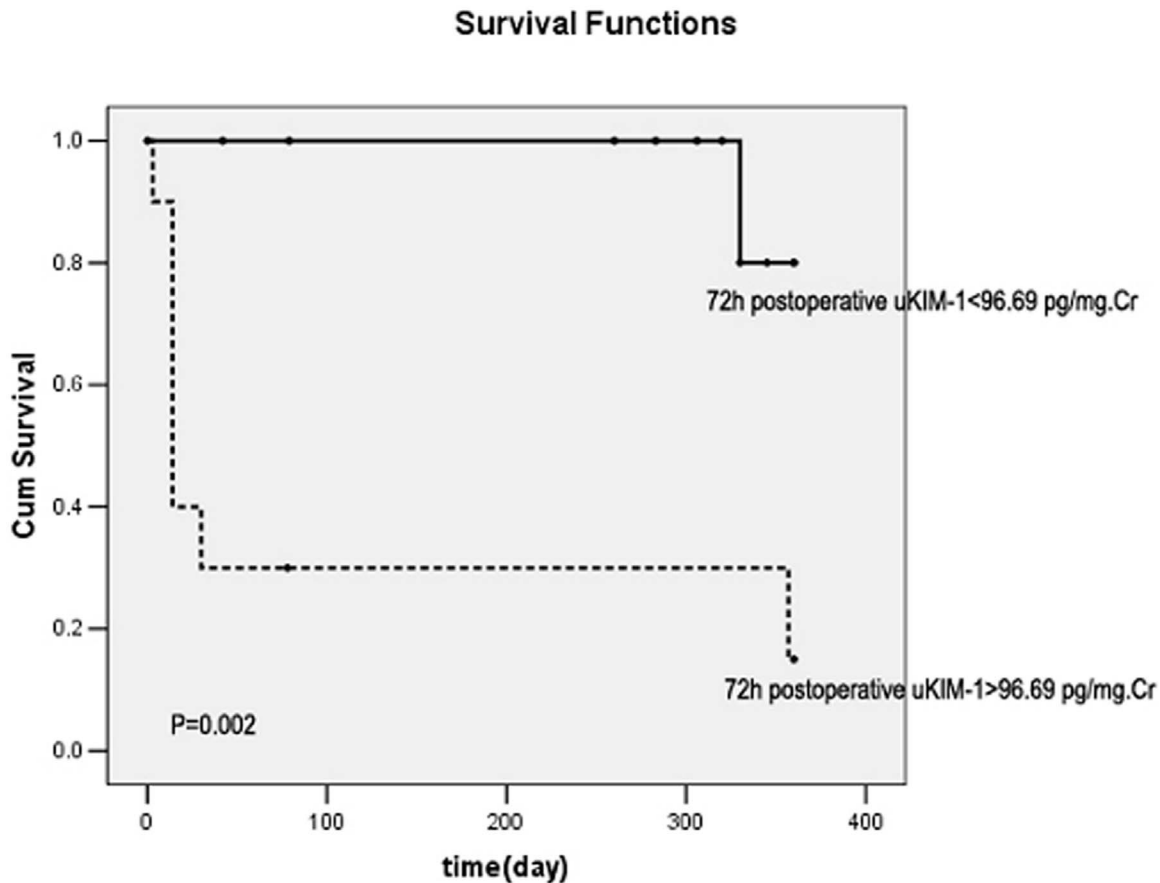 Survival Functions
Cum Survival
1.0
0.8
72h postoperative uKIM-1<96.69 pg/mg.Cr
0.6
0.4
0.2
72h postoperative uKIM-1>96.69 pg/mg.Cr
P=0.002
0.0
0 100 200 300 400
time(day)